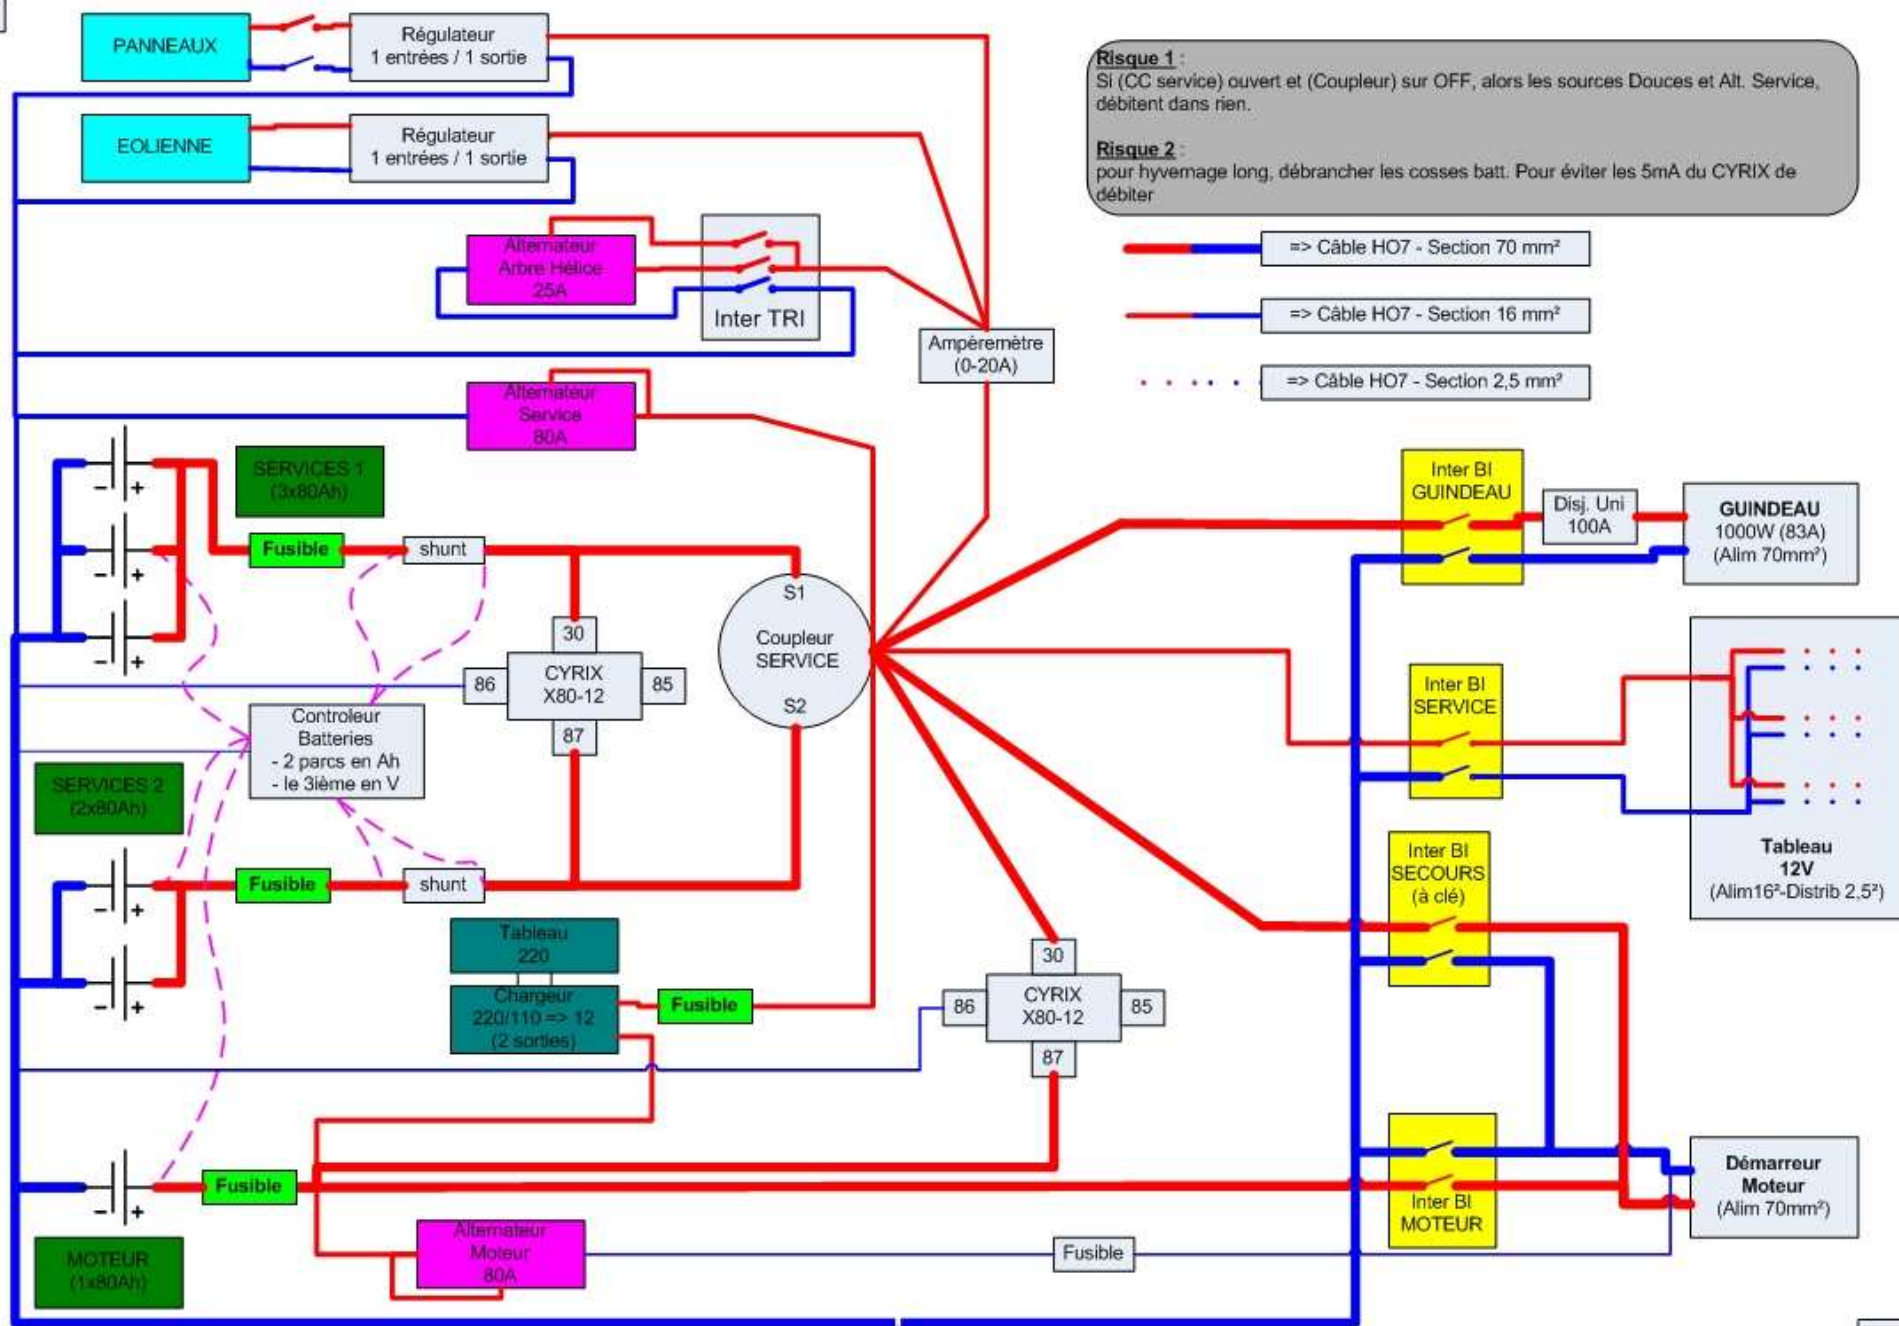 PANNEAUX
Régulateur
1 entrées / 1 sortie
EOLIENNE
Régulateur
1 entrées / 1 sortie
Risque 1 :
Si (CC service) ouvert et (Coupleur) sur OFF, alors les sources Douces et Alt. Service,
débitent dans rien.
Risque 2 :
pour hyvernage long, débrancher les cosses batt. Pour éviter les 5mA du CYRIX de
débiter
=> Câble HO7 - Section 70 mm²
=> Câble HO7 - Section 16 mm²
=> Câble HO7 - Section 2,5 mm²
Alternateur
Arbre Hélice
25A
Inter TRI
Ampéremètre
(0-20A)
Alternateur
Service
80A
SERVICES 1
(3x80Ah)
- +
- +
- +
Fusible
shunt
S1
Coupleur
SERVICE
S2
30
CYRIX
X80-12
86
85
87
Controleur
Batteries
- 2 parcs en Ah
- le 3ième en V
SERVICES 2
(2x80Ah)
- +
- +
Fusible
shunt
Tableau
220
Chargeur
220/110 => 12
(2 sorties)
Fusible
30
CYRIX
X80-12
86
85
87
Inter BI
GUINDEAU
Disj. Uni
100A
GUINDEAU
1000W (83A)
(Alim 70mm²)
Inter BI
SERVICE
Tableau
12V
(Alim16²-Distrib 2,5²)
Inter BI
SECOURS
(à clé)
- +
Fusible
MOTEUR
(1x80Ah)
Alternateur
Moteur
80A
Fusible
Inter BI
MOTEUR
Démarreur
Moteur
(Alim 70mm²)